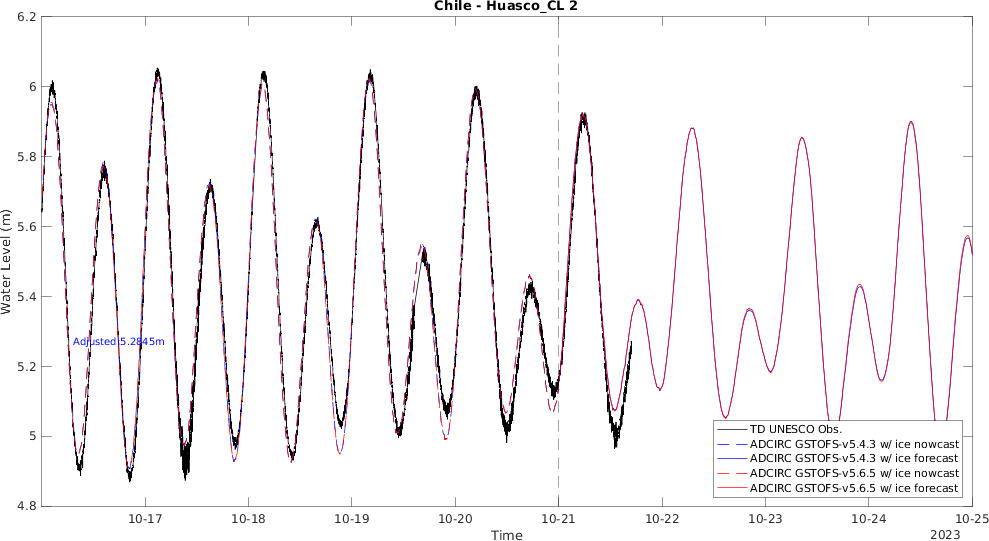 Chile - Huasco_CL 2
6.2
6
5.8
5.6
5.4
5.2
5
4.8
Water Level (m)
Adjusted:5.2845m
TD UNESCO Obs.
ADCIRC GSTOFS-v5.4.3 w/ ice nowcast
ADCIRC GSTOFS-v5.4.3 w/ ice forecast
ADCIRC GSTOFS-v5.6.5 w/ ice nowcast
ADCIRC GSTOFS-v5.6.5 w/ ice forecast
10-17 10-18 10-19 10-20 10-21 10-22 10-23 10-24 10-25
Time
2023